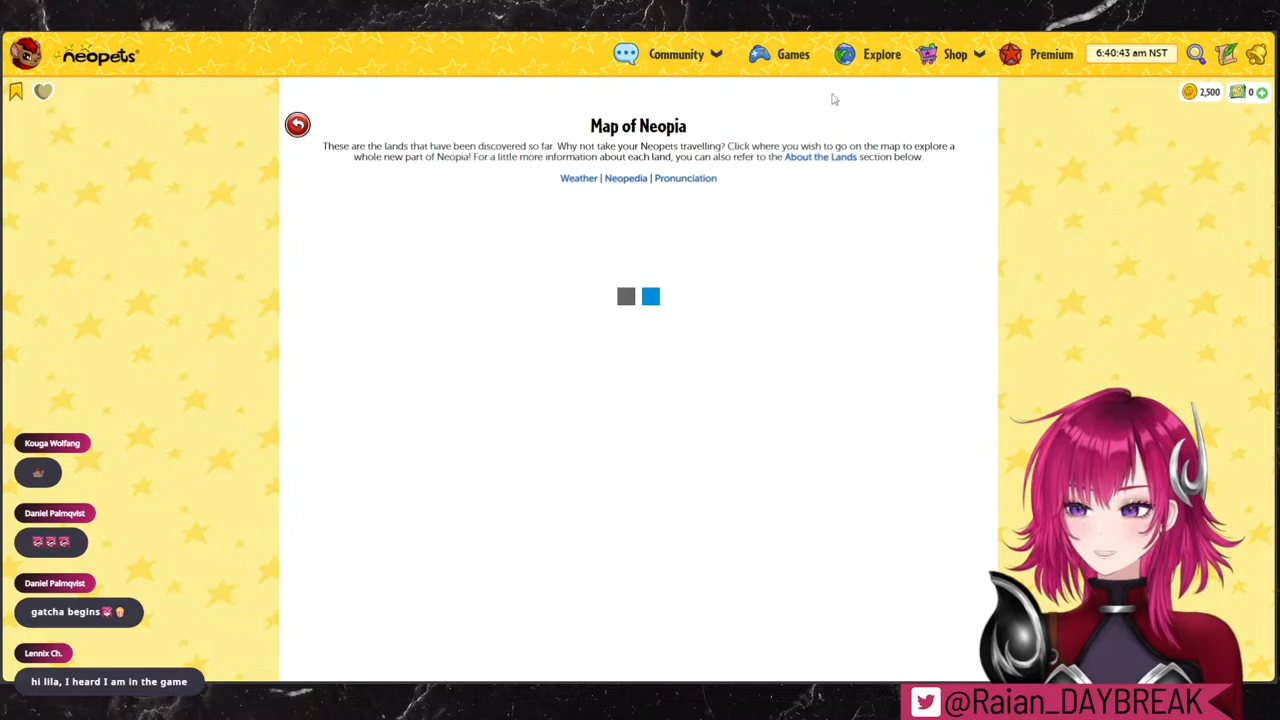 neopets®
Community
Games
Explore
Shop
Premium
6:40:43 am NST
2,500
0
Map of Neopia
These are the lands that have been discovered so far. Why not take your Neopets travelling? Click where you wish to go on the map to explore a
whole new part of Neopia! For a little more information about each land, you can also refer to the About the Lands section below.
Weather | Neopedia | Pronunciation
Kouga Wolfang
Daniel Palmqvist
Daniel Palmqvist
gatcha begins
Lennix Ch.
hi lila, I heard I am in the game
@Raian_DAYBREAK